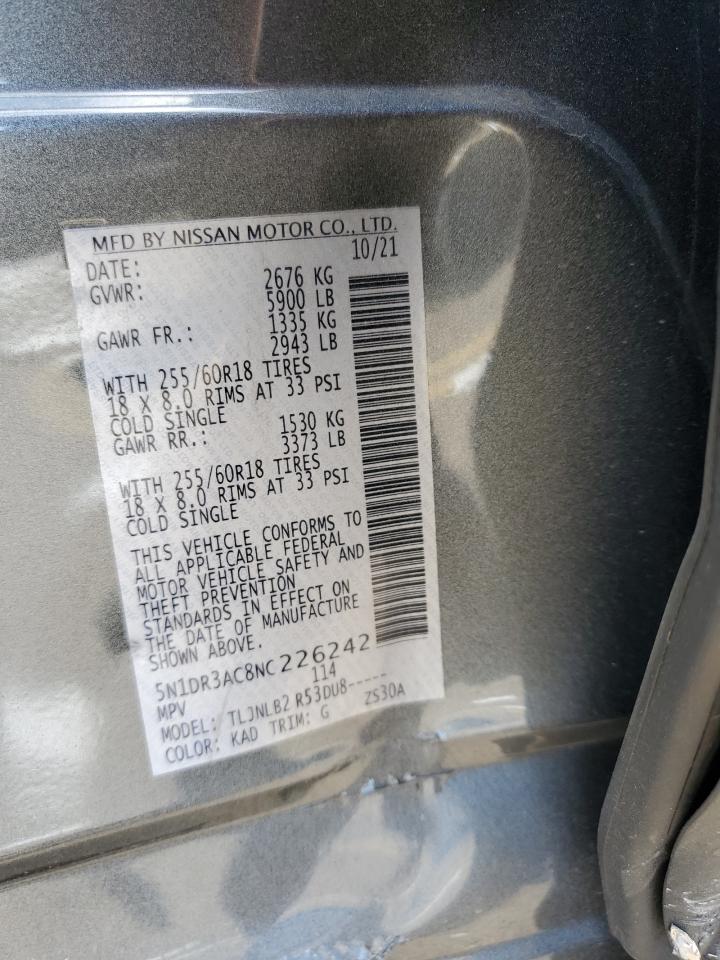 MFD BY NISSAN MOTOR CO., LTD.
DATE: 10/21
GVWR: 2676 KG
5900 LB
GAWR FR.: 1335 KG
2943 LB
WITH 255/60R18 TIRES
18 X 8.0 RIMS AT 33 PSI
COLD SINGLE
GAWR RR.: 1530 KG
3373 LB
WITH 255/60R18 TIRES
18 X 8.0 RIMS AT 33 PSI
COLD SINGLE
THIS VEHICLE CONFORMS TO
ALL APPLICABLE FEDERAL
MOTOR VEHICLE SAFETY AND
THEFT PREVENTION
STANDARDS IN EFFECT ON
THE DATE OF MANUFACTURE
SHOWN ABOVE.
5N1DR3AC8NC226242
MPV 114
MODEL: TLJNLB2 R53DU8-----
COLOR: KAD TRIM: G ZS30A